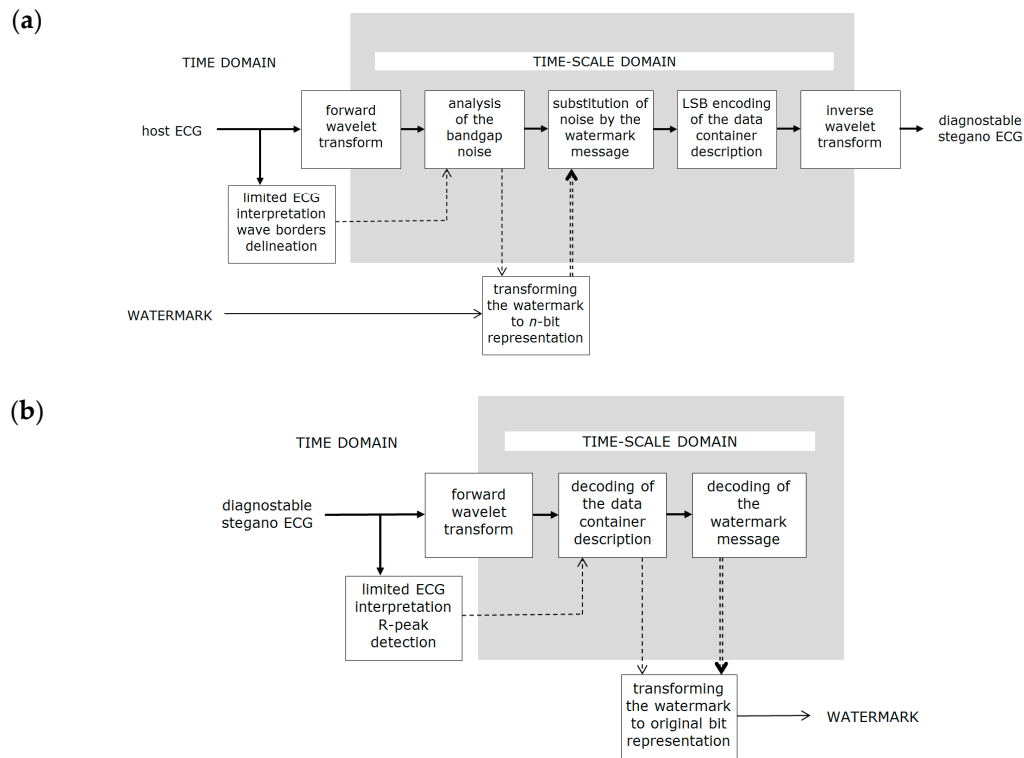 (a)
TIME DOMAIN
TIME-SCALE DOMAIN
host ECG
forward
wavelet
transform
analysis
of the
bandgap
noise
substitution of
noise by the
watermark
message
LSB encoding
of the data
container
description
inverse
wavelet
transform
diagnostable
stegano ECG
limited ECG
interpretation
wave borders
delineation
WATERMARK
transforming
the watermark
to n-bit
representation
(b)
TIME DOMAIN
TIME-SCALE DOMAIN
diagnostable
stegano ECG
forward
wavelet
transform
decoding of
the data
container
description
decoding of
the
watermark
message
limited ECG
interpretation
R-peak
detection
transforming
the watermark
to original bit
representation
WATERMARK